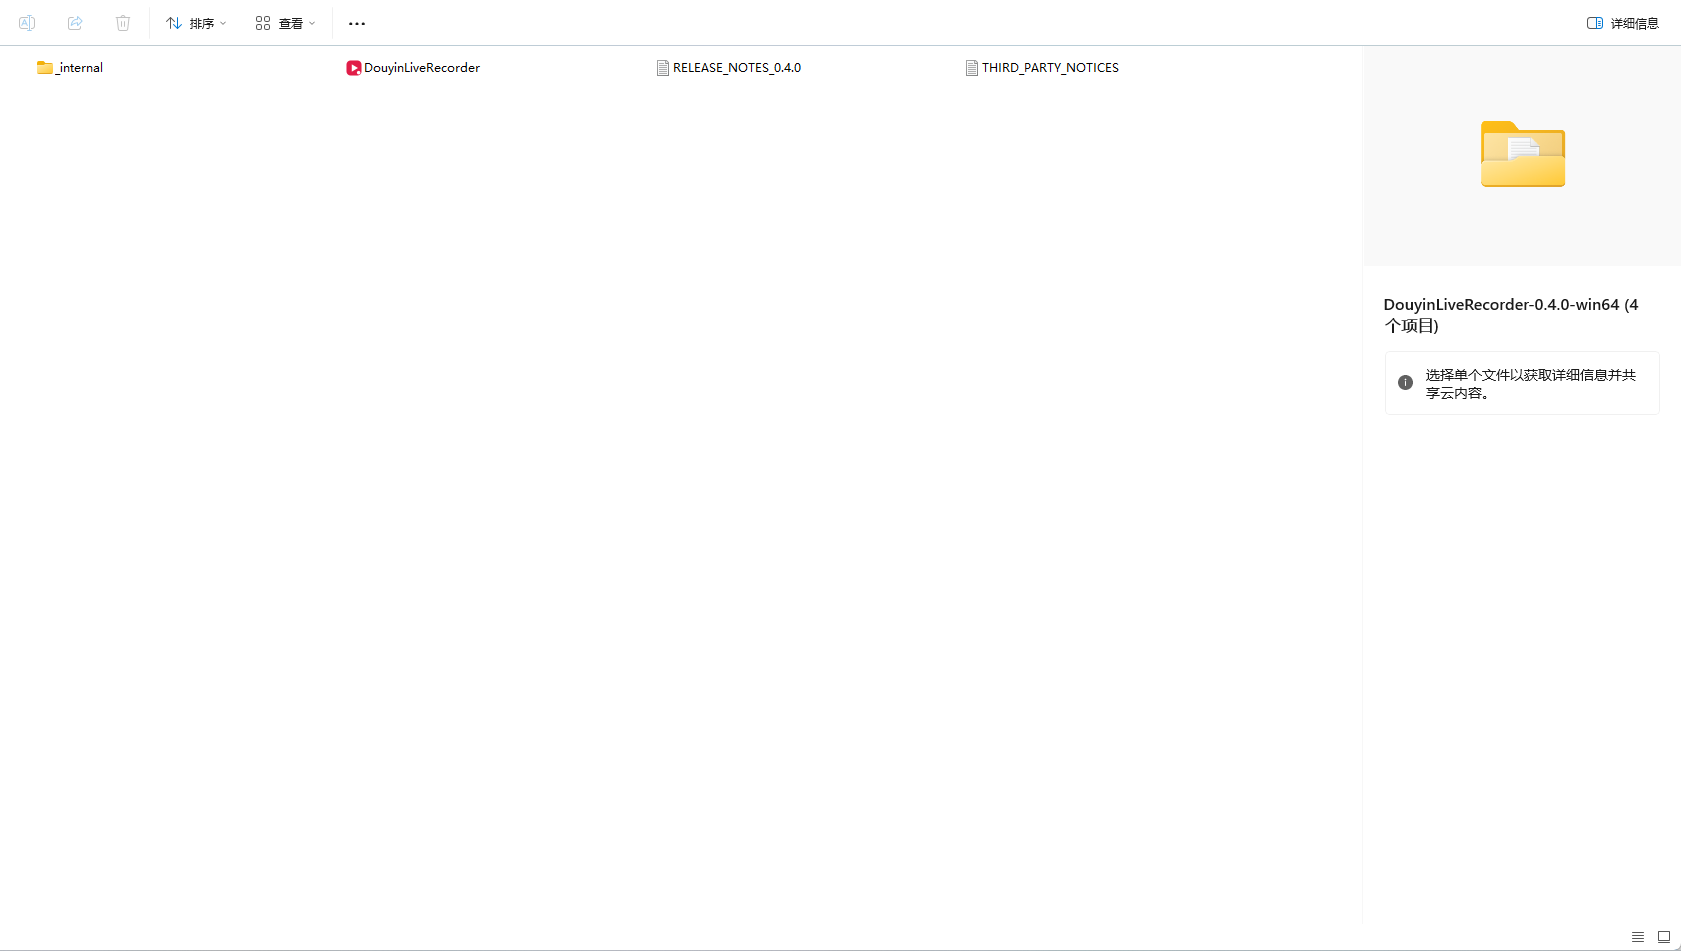 排序
查看
详细信息
_internal
DouyinLiveRecorder
RELEASE_NOTES_0.4.0
THIRD_PARTY_NOTICES
DouyinLiveRecorder-0.4.0-win64 (4
个项目)
选择单个文件以获取详细信息并共
享云内容。